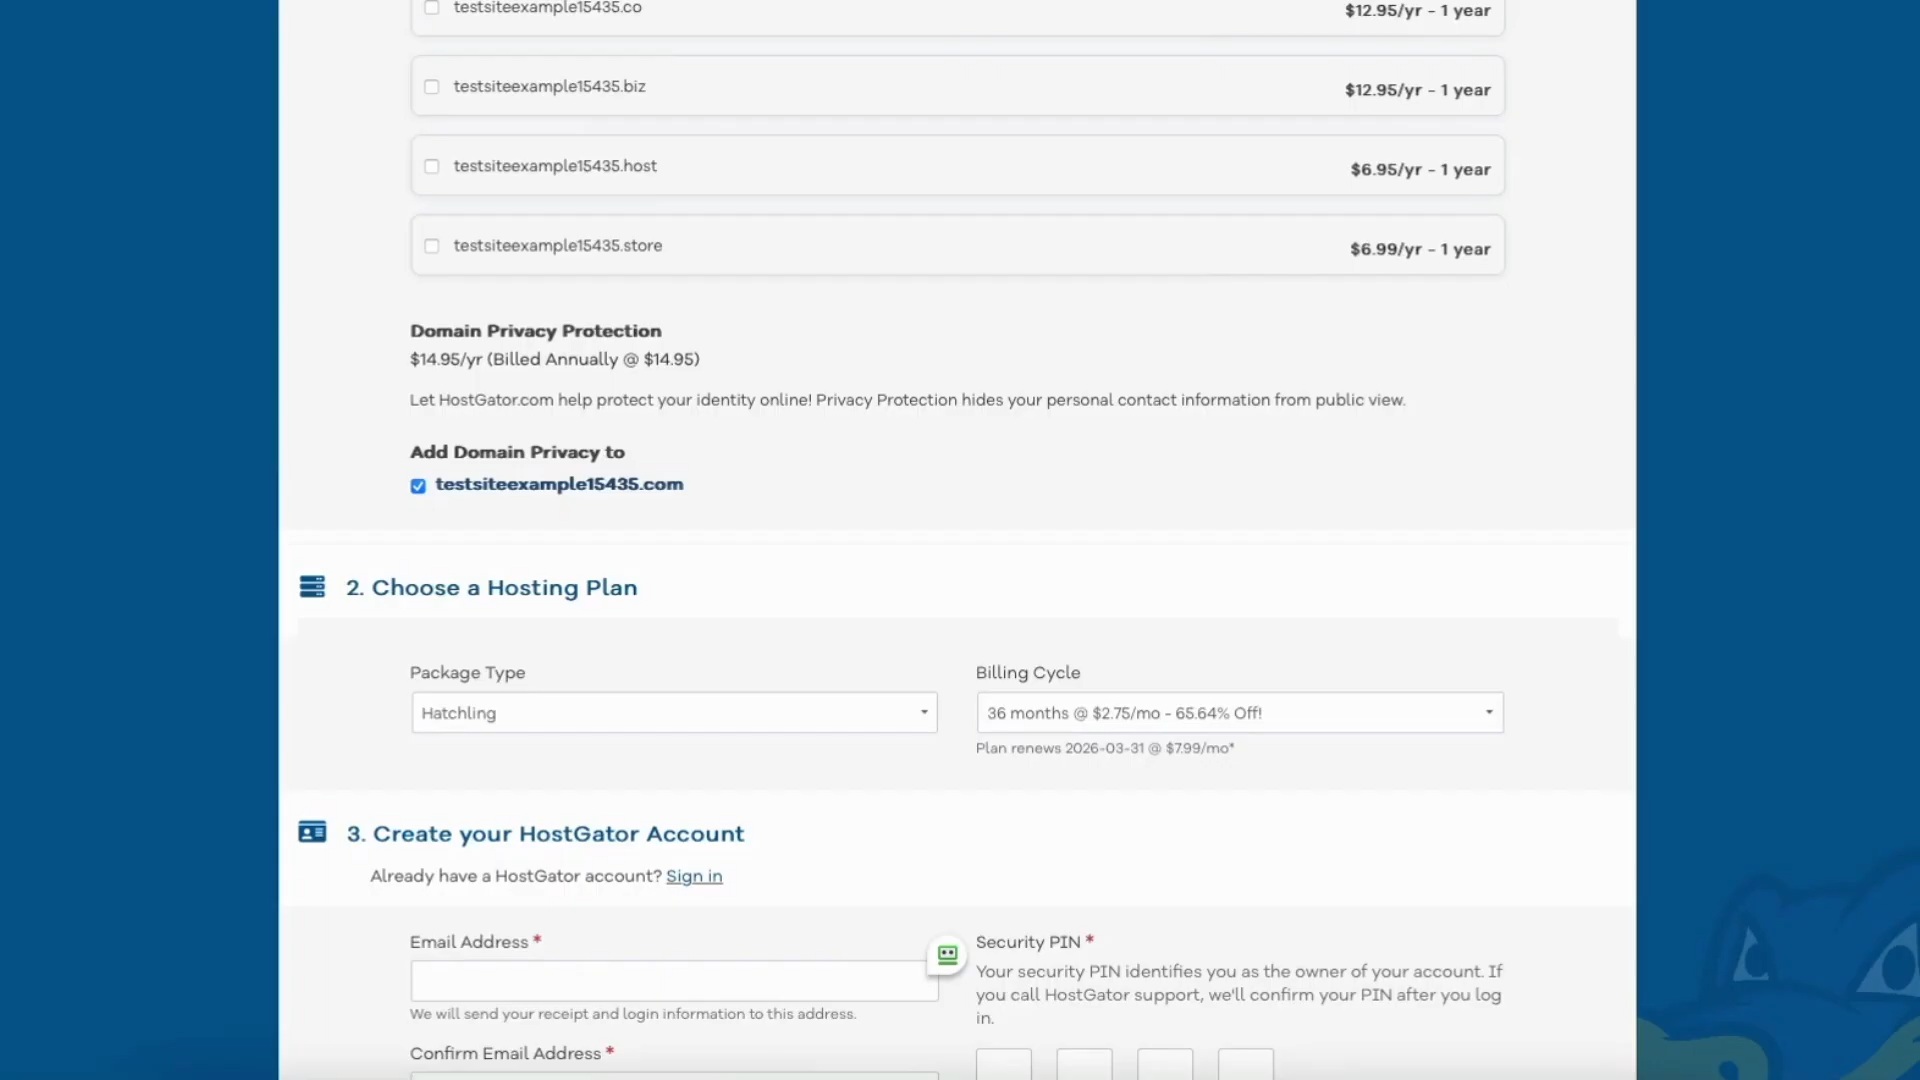 testsiteexample15435.co
$12.95/yr - 1 year
testsiteexample15435.biz
$12.95/yr - 1 year
testsiteexample15435.host
$6.95/yr - 1 year
testsiteexample15435.store
$6.99/yr - 1 year
Domain Privacy Protection
$14.95/yr (Billed Annually @ $14.95)
Let HostGator.com help protect your identity online! Privacy Protection hides your personal contact information from public view.
Add Domain Privacy to
testsiteexample15435.com
2. Choose a Hosting Plan
Package Type
Hatchling
Billing Cycle
36 months @ $2.75/mo - 65.64% Off!
Plan renews 2026-03-31 @ $7.99/mo*
3. Create your HostGator Account
Already have a HostGator account? Sign in
Email Address *
We will send your receipt and login information to this address.
Confirm Email Address *
Security PIN *
Your security PIN identifies you as the owner of your account. If
you call HostGator support, we'll confirm your PIN after you log
in.